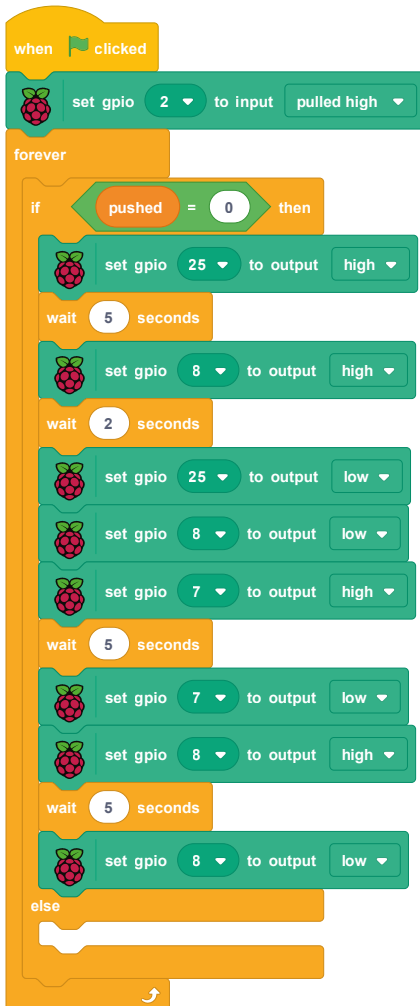 when clicked
set gpio 2 to input pulled high
forever
if pushed = 0 then
set gpio 25 to output high
wait 5 seconds
set gpio 8 to output high
wait 2 seconds
set gpio 25 to output low
set gpio 8 to output low
set gpio 7 to output high
wait 5 seconds
set gpio 7 to output low
set gpio 8 to output high
wait 5 seconds
set gpio 8 to output low
else